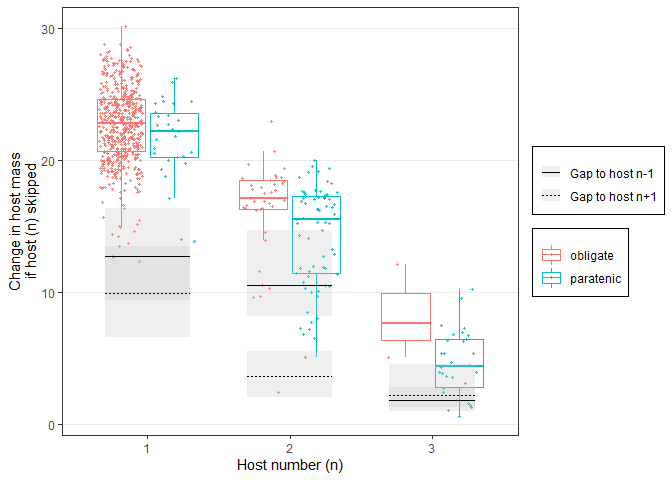 Change in host mass
if host (n) skipped
30
20
10
0
1
2
3
Host number (n)
Gap to host n-1
Gap to host n+1
obligate
paratenic